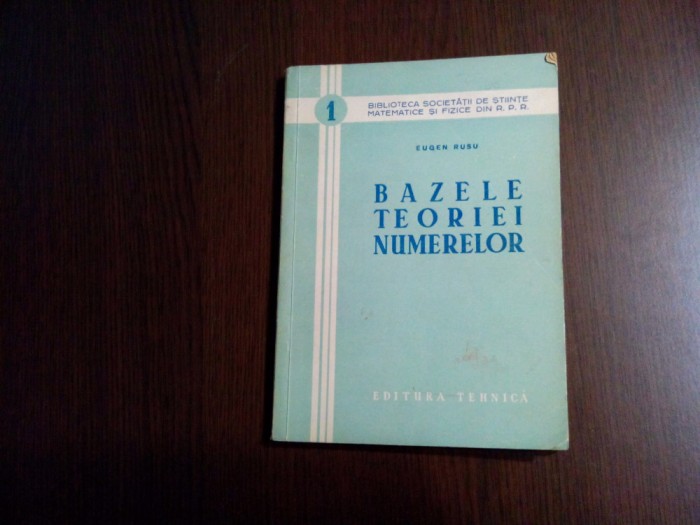 1
BIBLIOTECA SOCIETĂȚII DE ȘTIINȚE
MATEMATICE ȘI FIZICE DIN R. P. R.
EUGEN RUSU
BAZELE
TEORIEI
NUMERELOR
EDITURA TEHNICĂ